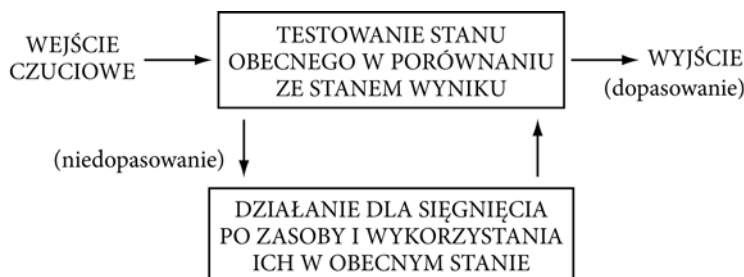 WEJŚCIE
CZUCIOWE
TESTOWANIE STANU
OBECNEGO W PORÓWNANIU
ZE STANEM WYNIKU
WYJŚCIE
(dopasowanie)
(niedopasowanie)
DZIAŁANIE DLA SIĘGNIĘCIA
PO ZASOBY I WYKORZYSTANIA
ICH W OBECNYM STANIE